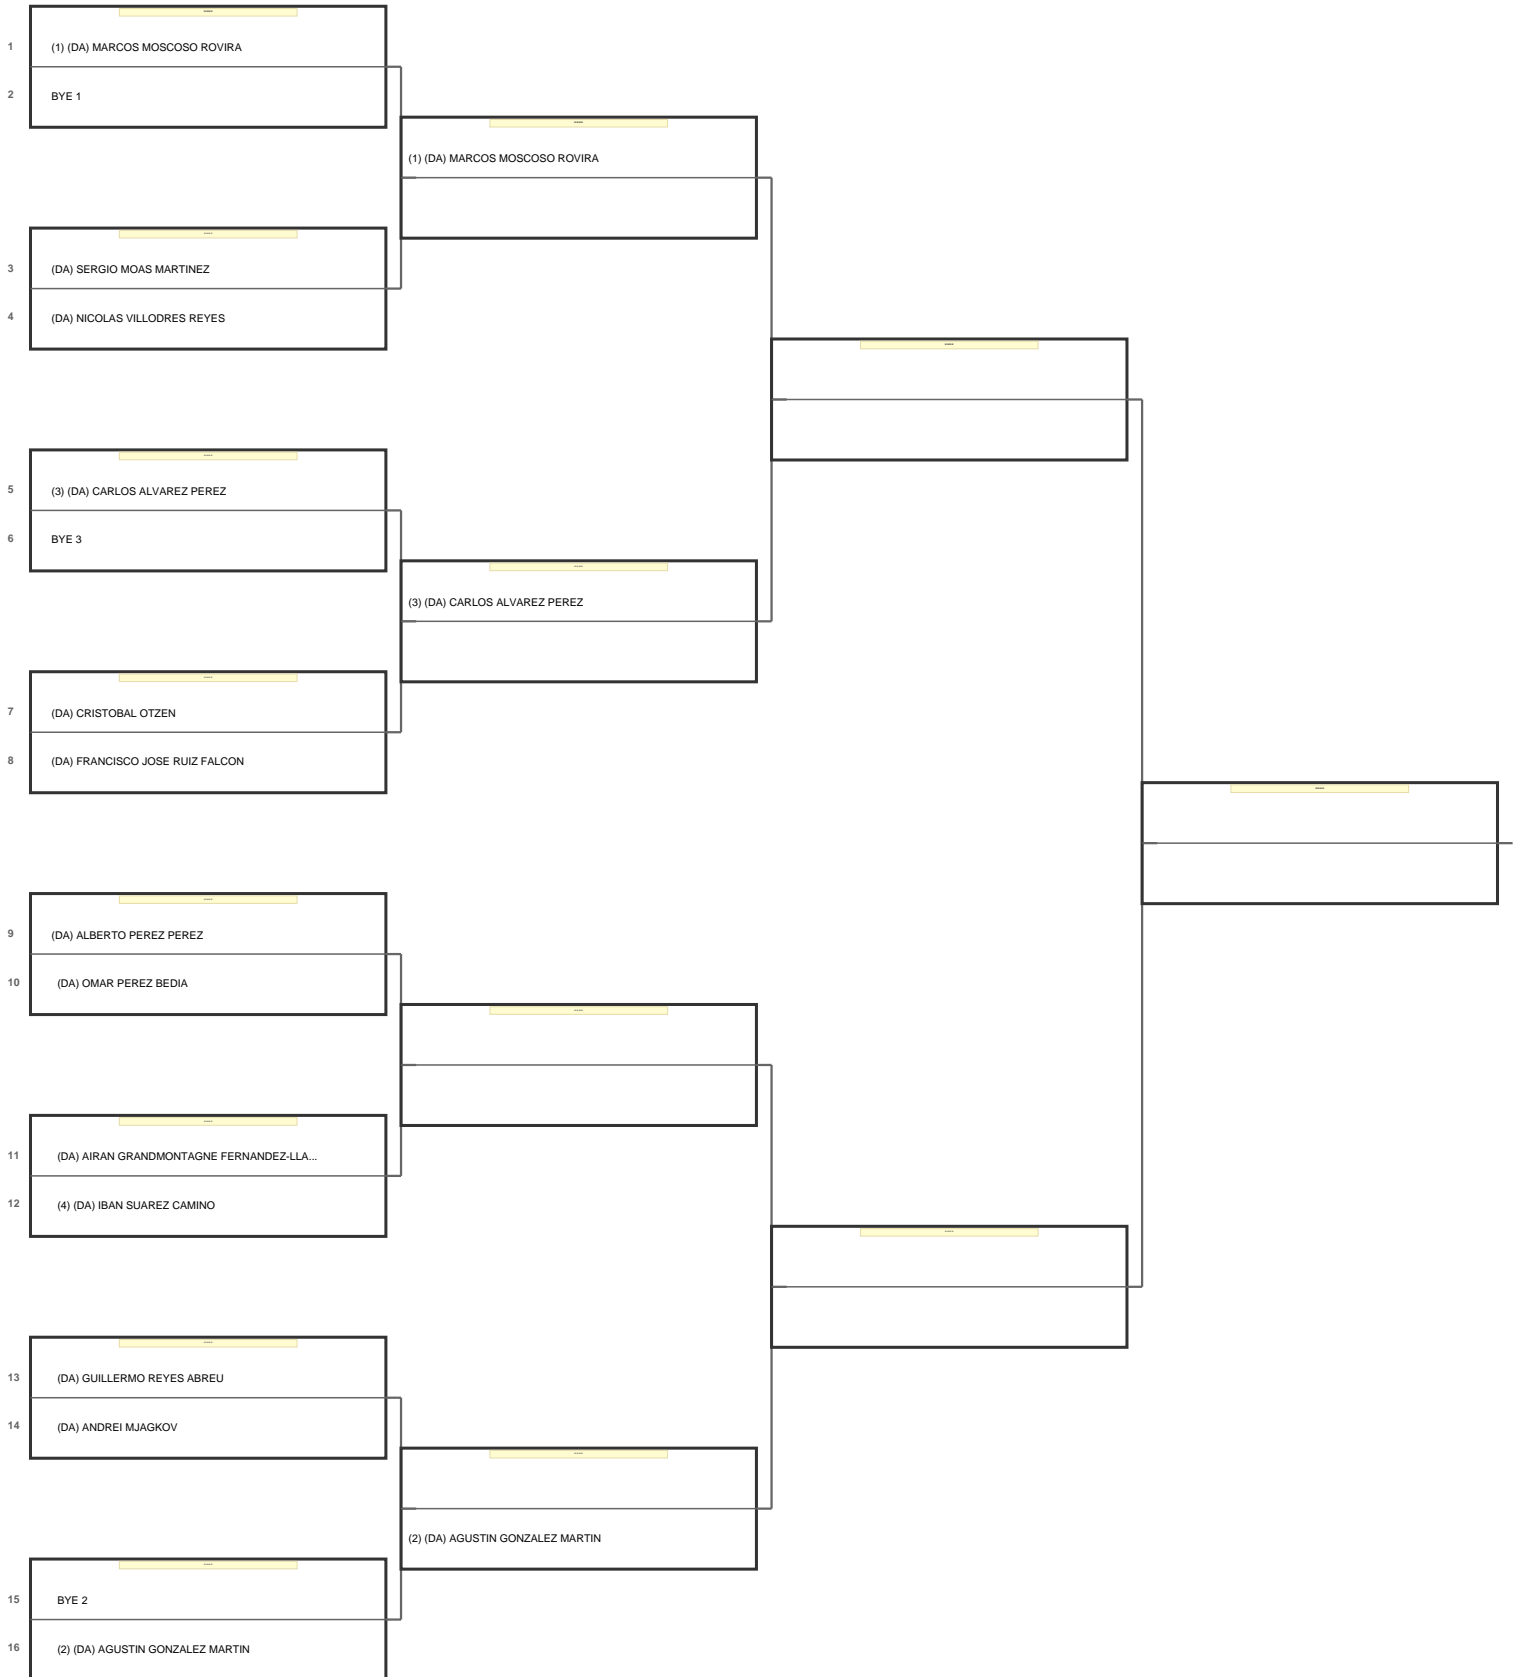 1
(1) (DA) MARCOS MOSCOSO ROVIRA
2
BYE 1
(1) (DA) MARCOS MOSCOSO ROVIRA
3
(DA) SERGIO MOAS MARTINEZ
4
(DA) NICOLAS VILLODRES REYES
5
(3) (DA) CARLOS ALVAREZ PEREZ
6
BYE 3
(3) (DA) CARLOS ALVAREZ PEREZ
7
(DA) CRISTOBAL OTZEN
8
(DA) FRANCISCO JOSE RUIZ FALCON
9
(DA) ALBERTO PEREZ PEREZ
10
(DA) OMAR PEREZ BEDIA
11
(DA) AIRAN GRANDMONTAGNE FERNANDEZ-LLA...
12
(4) (DA) IBAN SUAREZ CAMINO
13
(DA) GUILLERMO REYES ABREU
14
(DA) ANDREI MJAGKOV
(2) (DA) AGUSTIN GONZALEZ MARTIN
15
BYE 2
16
(2) (DA) AGUSTIN GONZALEZ MARTIN